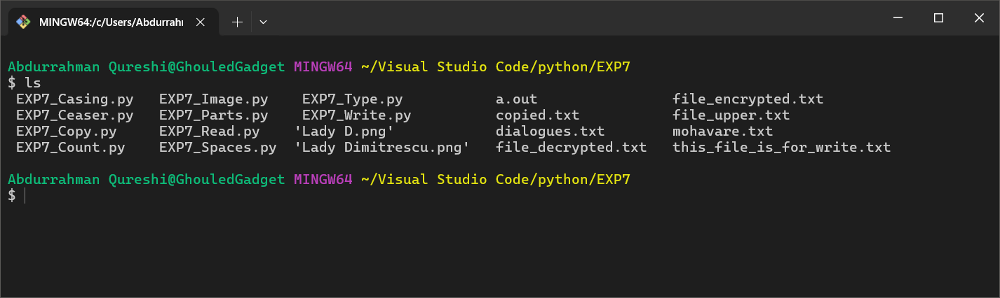 MINGW64:/c/Users/Abdurrahı
Abdurrahman Qureshi@GhouledGadget MINGW64 ~/Visual Studio Code/python/EXP7
$ ls
EXP7_Casing.py EXP7_Image.py EXP7_Type.py a.out file_encrypted.txt
EXP7_Ceaser.py EXP7_Parts.py EXP7_Write.py copied.txt file_upper.txt
EXP7_Copy.py EXP7_Read.py 'Lady D.png' dialogues.txt mohavare.txt
EXP7_Count.py EXP7_Spaces.py 'Lady Dimitrescu.png' file_decrypted.txt this_file_is_for_write.txt
Abdurrahman Qureshi@GhouledGadget MINGW64 ~/Visual Studio Code/python/EXP7
$